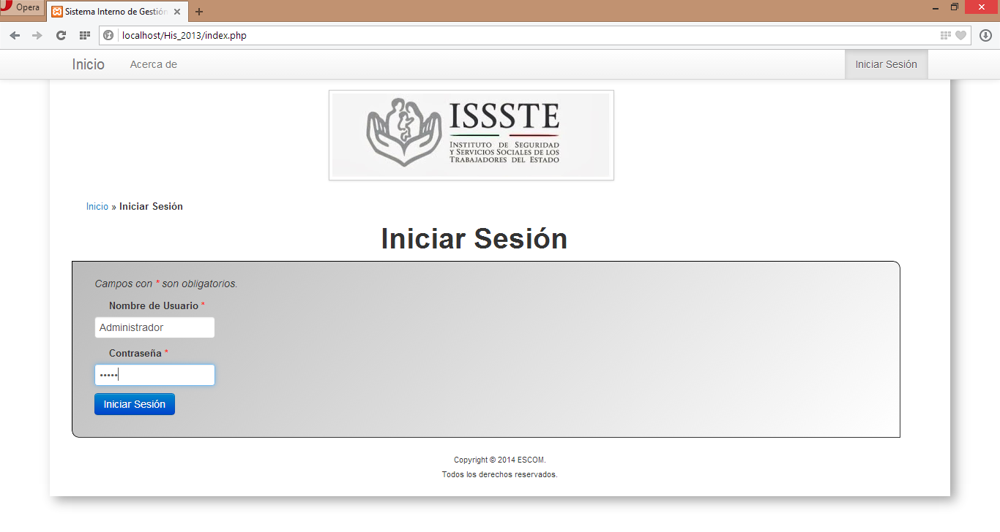 Opera
Sistema Interno de Gestión
localhost/His_2013/index.php
Inicio Acerca de Iniciar Sesión
ISSSTE
INSTITUTO DE SEGURIDAD
Y SERVICIOS SOCIALES DE LOS
TRABAJADORES DEL ESTADO
Inicio » Iniciar Sesión
Iniciar Sesión
Campos con * son obligatorios.
Nombre de Usuario *
Administrador
Contraseña *
•••••
Iniciar Sesión
Copyright © 2014 ESCOM.
Todos los derechos reservados.